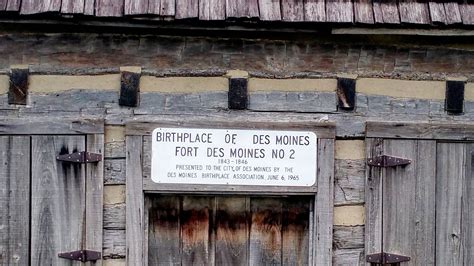 BIRTHPLACE OF DES MOINES
FORT DES MOINES NO 2
1843-1846
PRESENTED TO THE CITY OF DES MOINES BY THE
DES MOINES BIRTHPLACE ASSOCIATION, JUNE 6, 1965